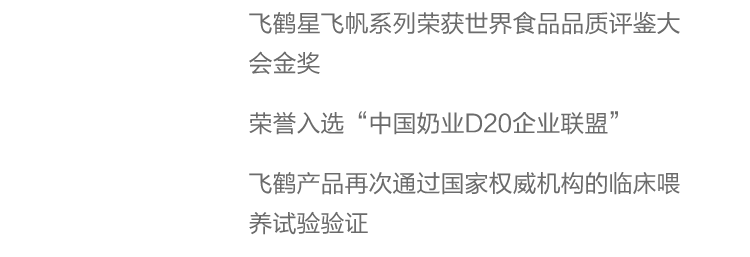 飞鹤星飞帆系列荣获世界食品品质评鉴大
会金奖
荣誉入选“中国奶业D20企业联盟”
飞鹤产品再次通过国家权威机构的临床喂
养试验验证